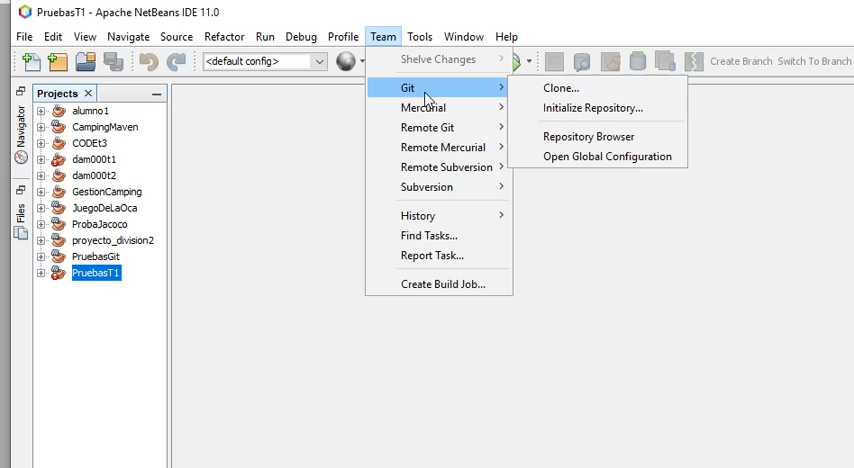 PruebasT1 - Apache NetBeans IDE 11.0
File Edit View Navigate Source Refactor Run Debug Profile Team Tools Window Help
<default config>
Create Branch Switch To Branch
Projects
Navigator
Files
alumno1
CampingMaven
CODEt3
dam000t1
dam000t2
GestionCamping
JuegoDeLaOca
ProbaJacoco
proyecto_division2
PruebasGit
PruebasT1
Shelve Changes
Git
Mercurial
Remote Git
Remote Mercurial
Remote Subversion
Subversion
History
Find Tasks...
Report Task...
Create Build Job...
Clone...
Initialize Repository...
Repository Browser
Open Global Configuration